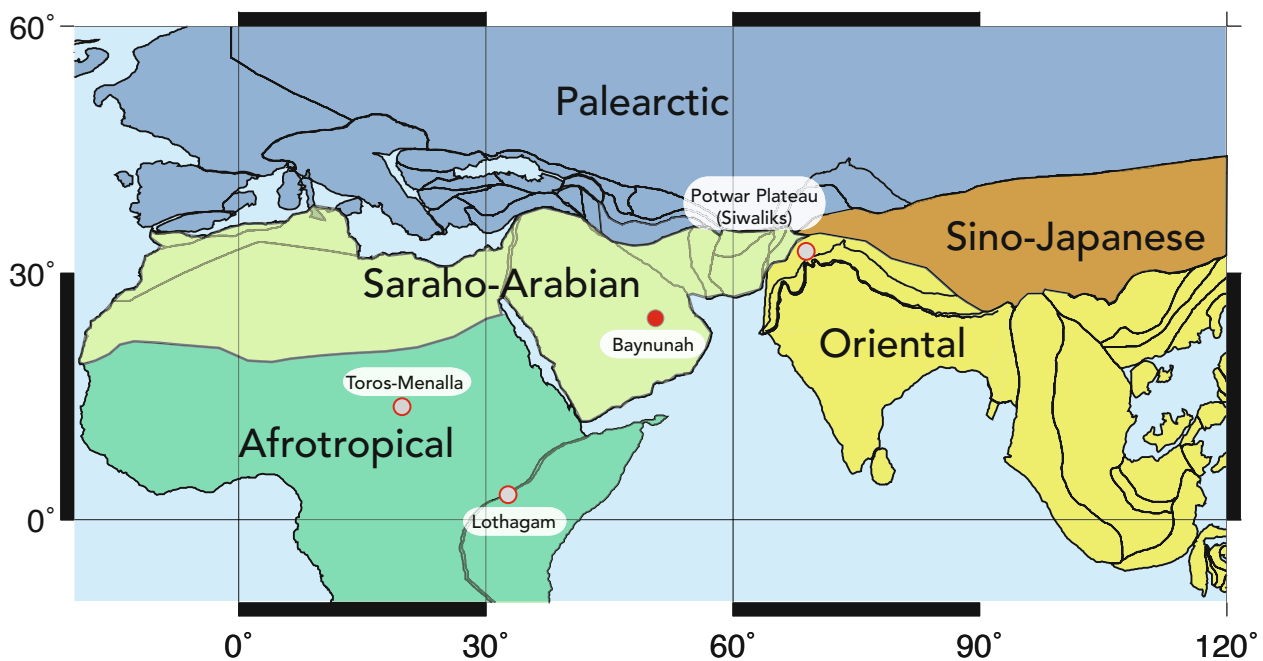 60°
Palearctic
Potwar Plateau
(Siwaliks)
Sino-Japanese
30°
Saraho-Arabian
Baynunah
Oriental
Toros-Menalla
Afrotropical
Lothagam
0°
0°
30°
60°
90°
120°